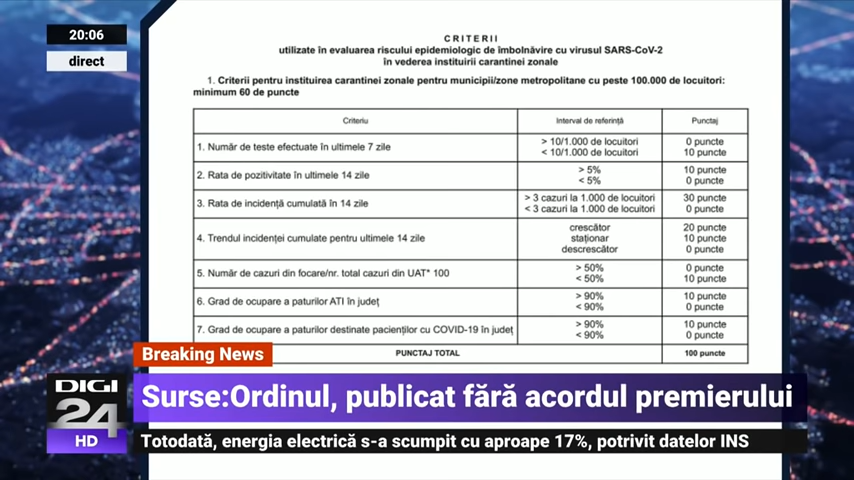 20:06
direct
CRITERII
utilizate în evaluarea riscului epidemiologic de îmbolnăvire cu virusul SARS-CoV-2
în vederea instituirii carantinei zonale
1. Criterii pentru instituirea carantinei zonale pentru municipii/zone metropolitane cu peste 100.000 de locuitori:
minimum 60 de puncte
Criteriu Interval de referință Punctaj
1. Număr de teste efectuate în ultimele 7 zile
> 10/1.000 de locuitori 0 puncte
< 10/1.000 de locuitori 10 puncte
2. Rata de pozitivitate în ultimele 14 zile
> 5% 10 puncte
< 5% 0 puncte
3. Rata de incidență cumulată în 14 zile
> 3 cazuri la 1.000 de locuitori 30 puncte
< 3 cazuri la 1.000 de locuitori 0 puncte
4. Trendul incidenței cumulate pentru ultimele 14 zile
crescător 20 puncte
staționar 10 puncte
descrescător 0 puncte
5. Număr de cazuri din focare/nr. total cazuri din UAT* 100
> 50% 0 puncte
< 50% 10 puncte
6. Grad de ocupare a paturilor ATI în județ
> 90% 10 puncte
< 90% 0 puncte
7. Grad de ocupare a paturilor destinate pacienților cu COVID-19 în județ
> 90% 10 puncte
< 90% 0 puncte
PUNCTAJ TOTAL 100 puncte
Breaking News
DIGI
24
HD
Surse:Ordinul, publicat fără acordul premierului
Totodată, energia electrică s-a scumpit cu aproape 17%, potrivit datelor INS